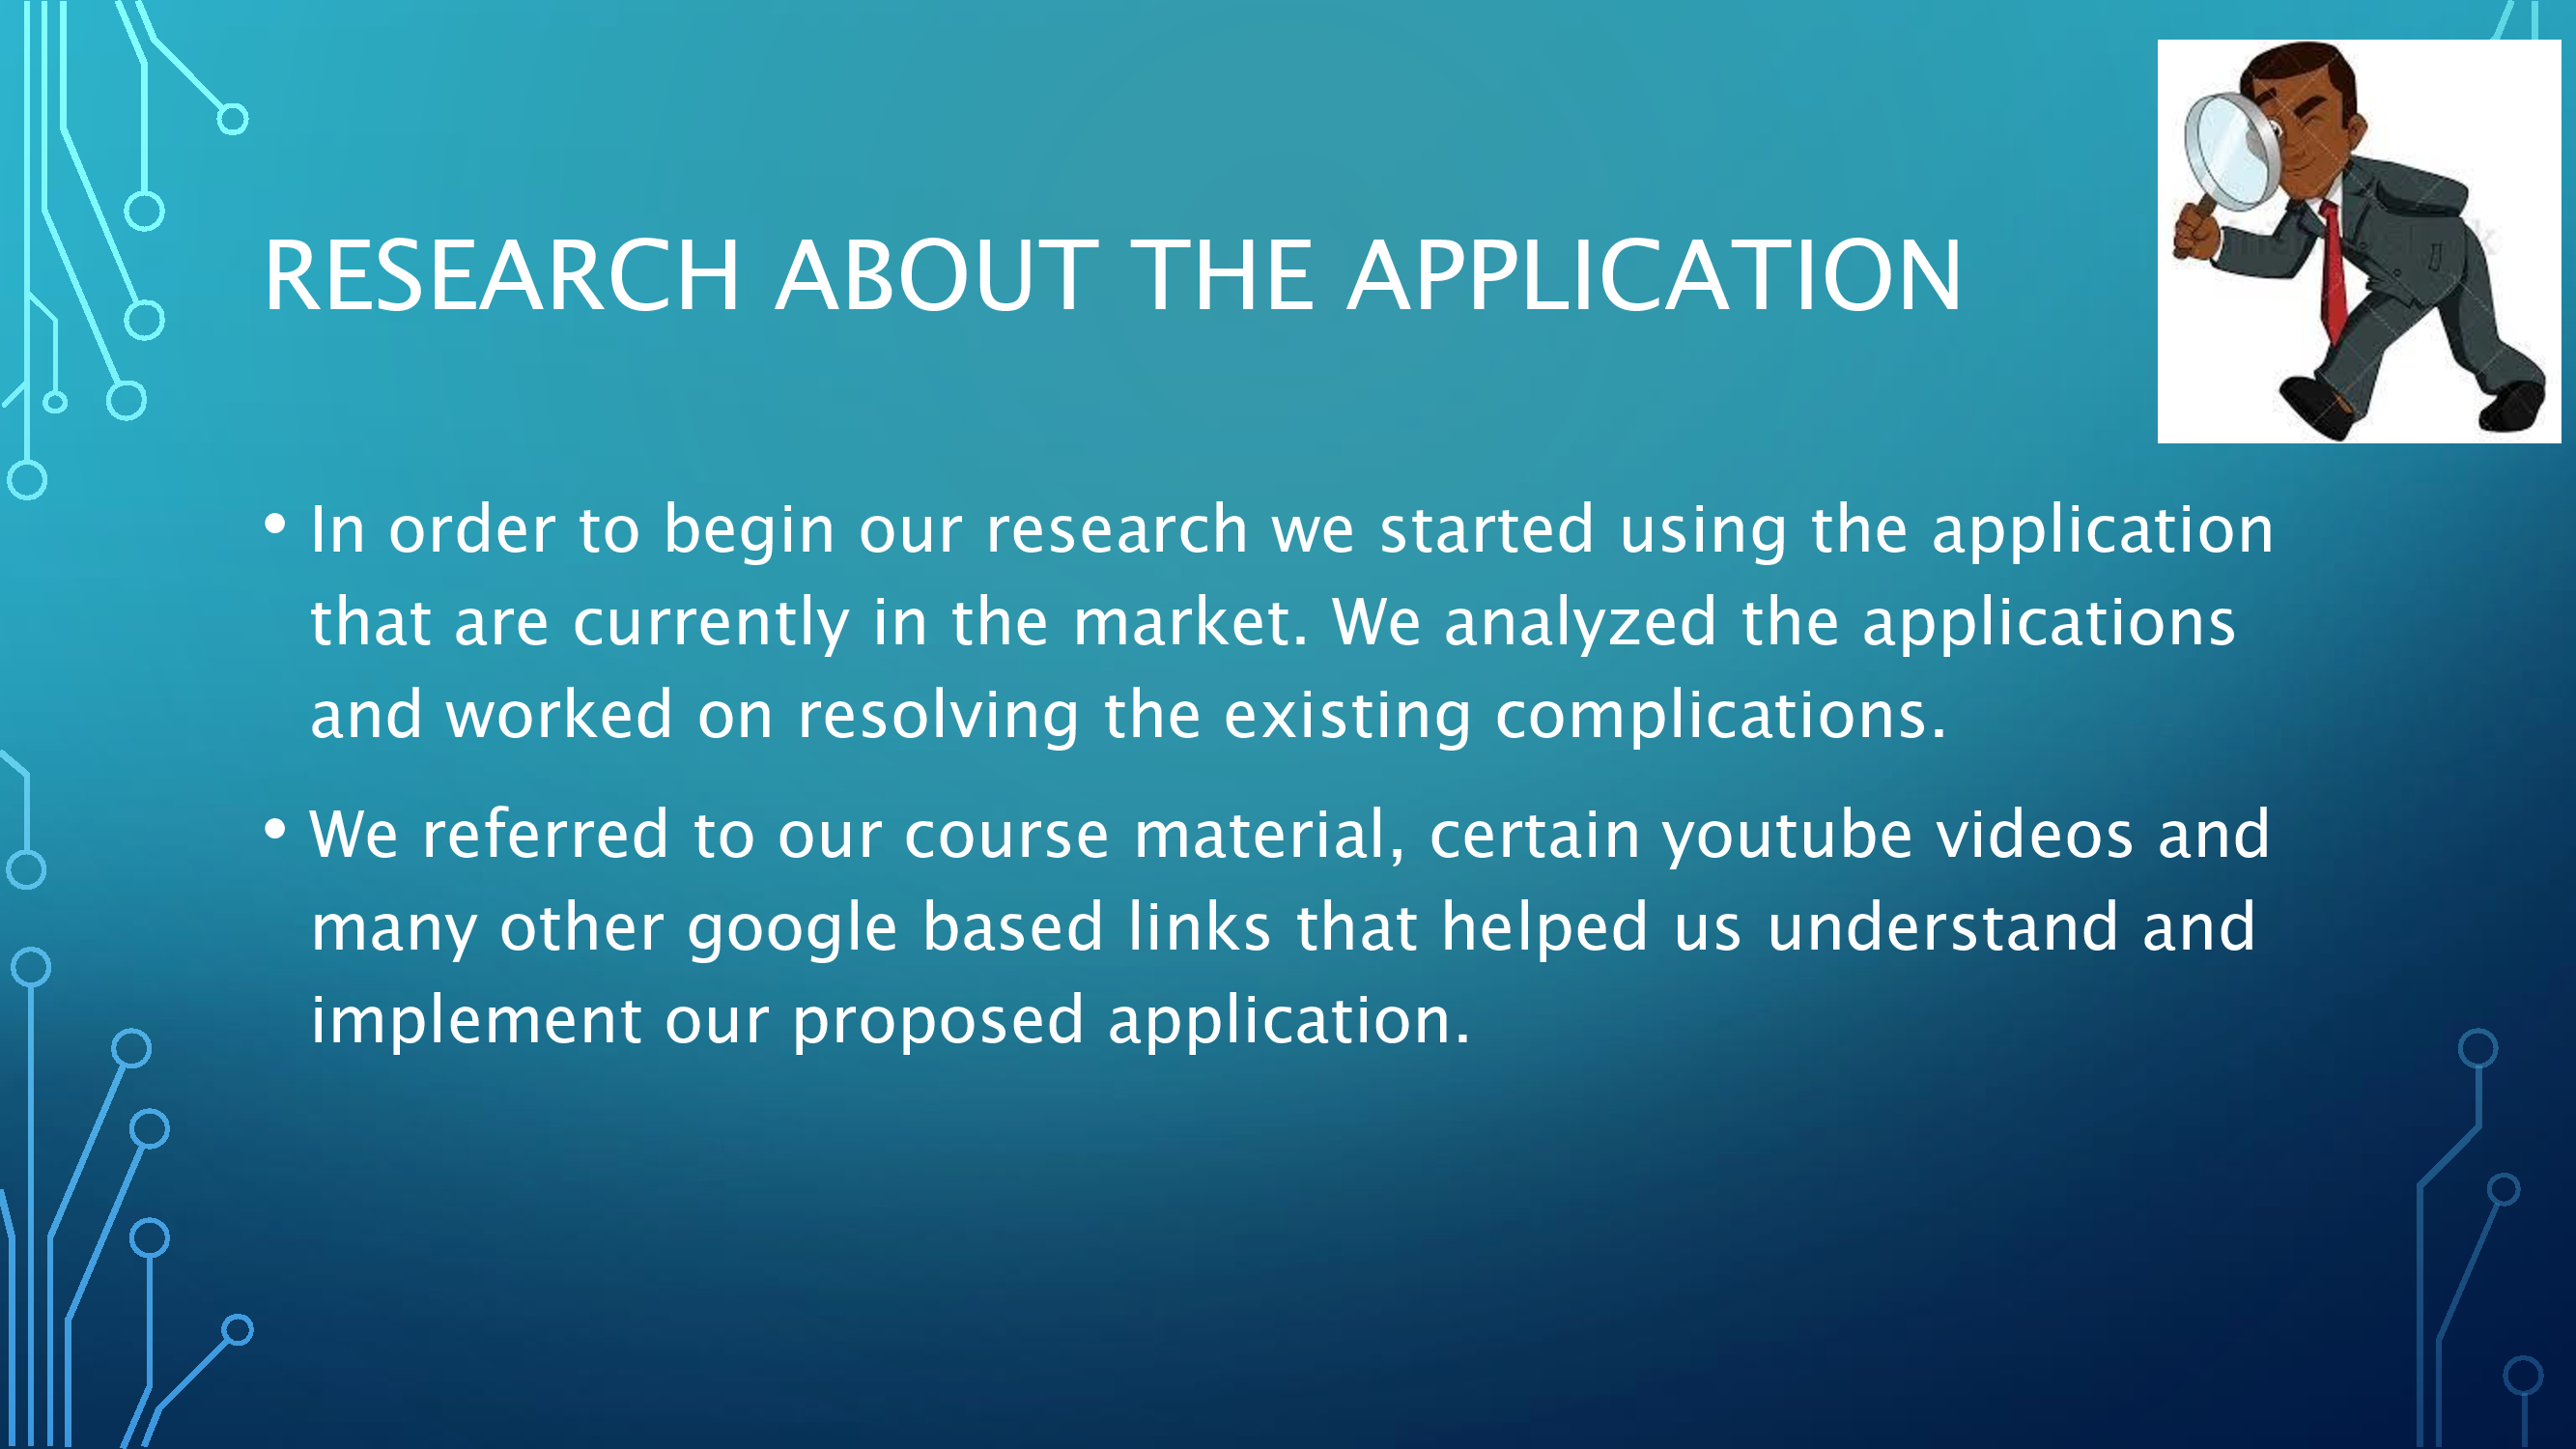 RESEARCH ABOUT THE APPLICATION
• In order to begin our research we started using the application
that are currently in the market. We analyzed the applications
and worked on resolving the existing complications.
• We referred to our course material, certain youtube videos and
many other google based links that helped us understand and
implement our proposed application.